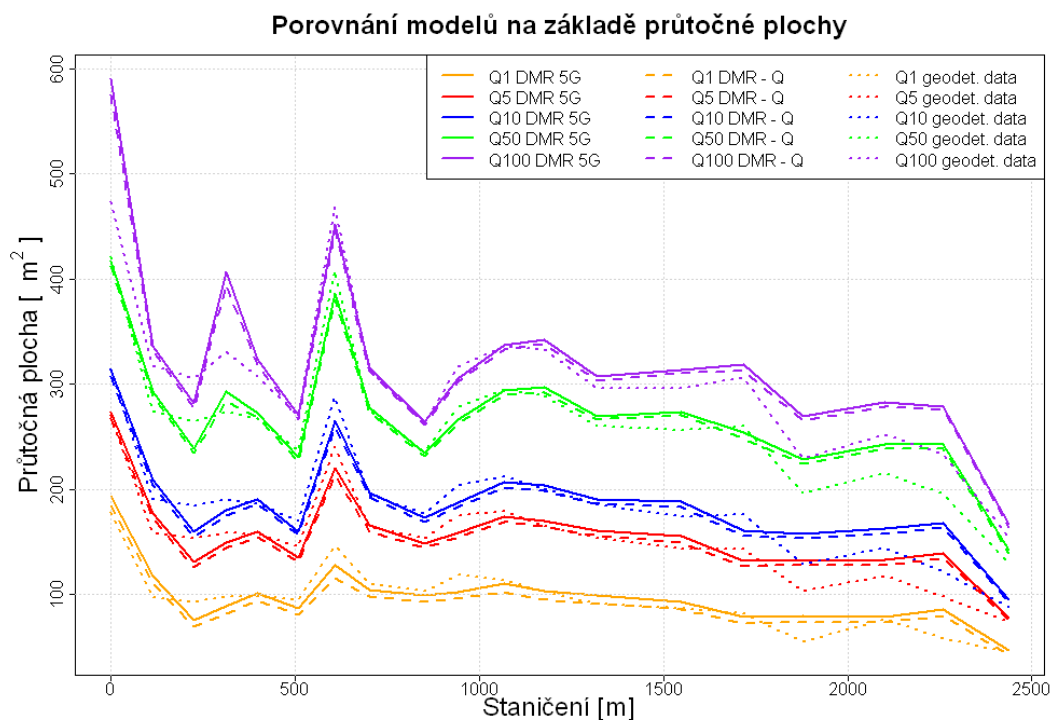 Porovnání modelů na základě průtočné plochy
Q1 DMR 5G Q1 DMR - Q Q1 geodet. data
Q5 DMR 5G Q5 DMR - Q Q5 geodet. data
Q10 DMR 5G Q10 DMR - Q Q10 geodet. data
Q50 DMR 5G Q50 DMR - Q Q50 geodet. data
Q100 DMR 5G Q100 DMR - Q Q100 geodet. data
Průtočná plocha [ m²]
600
500
400
300
200
100
0 500 1000 1500 2000 2500
Staničení [m]